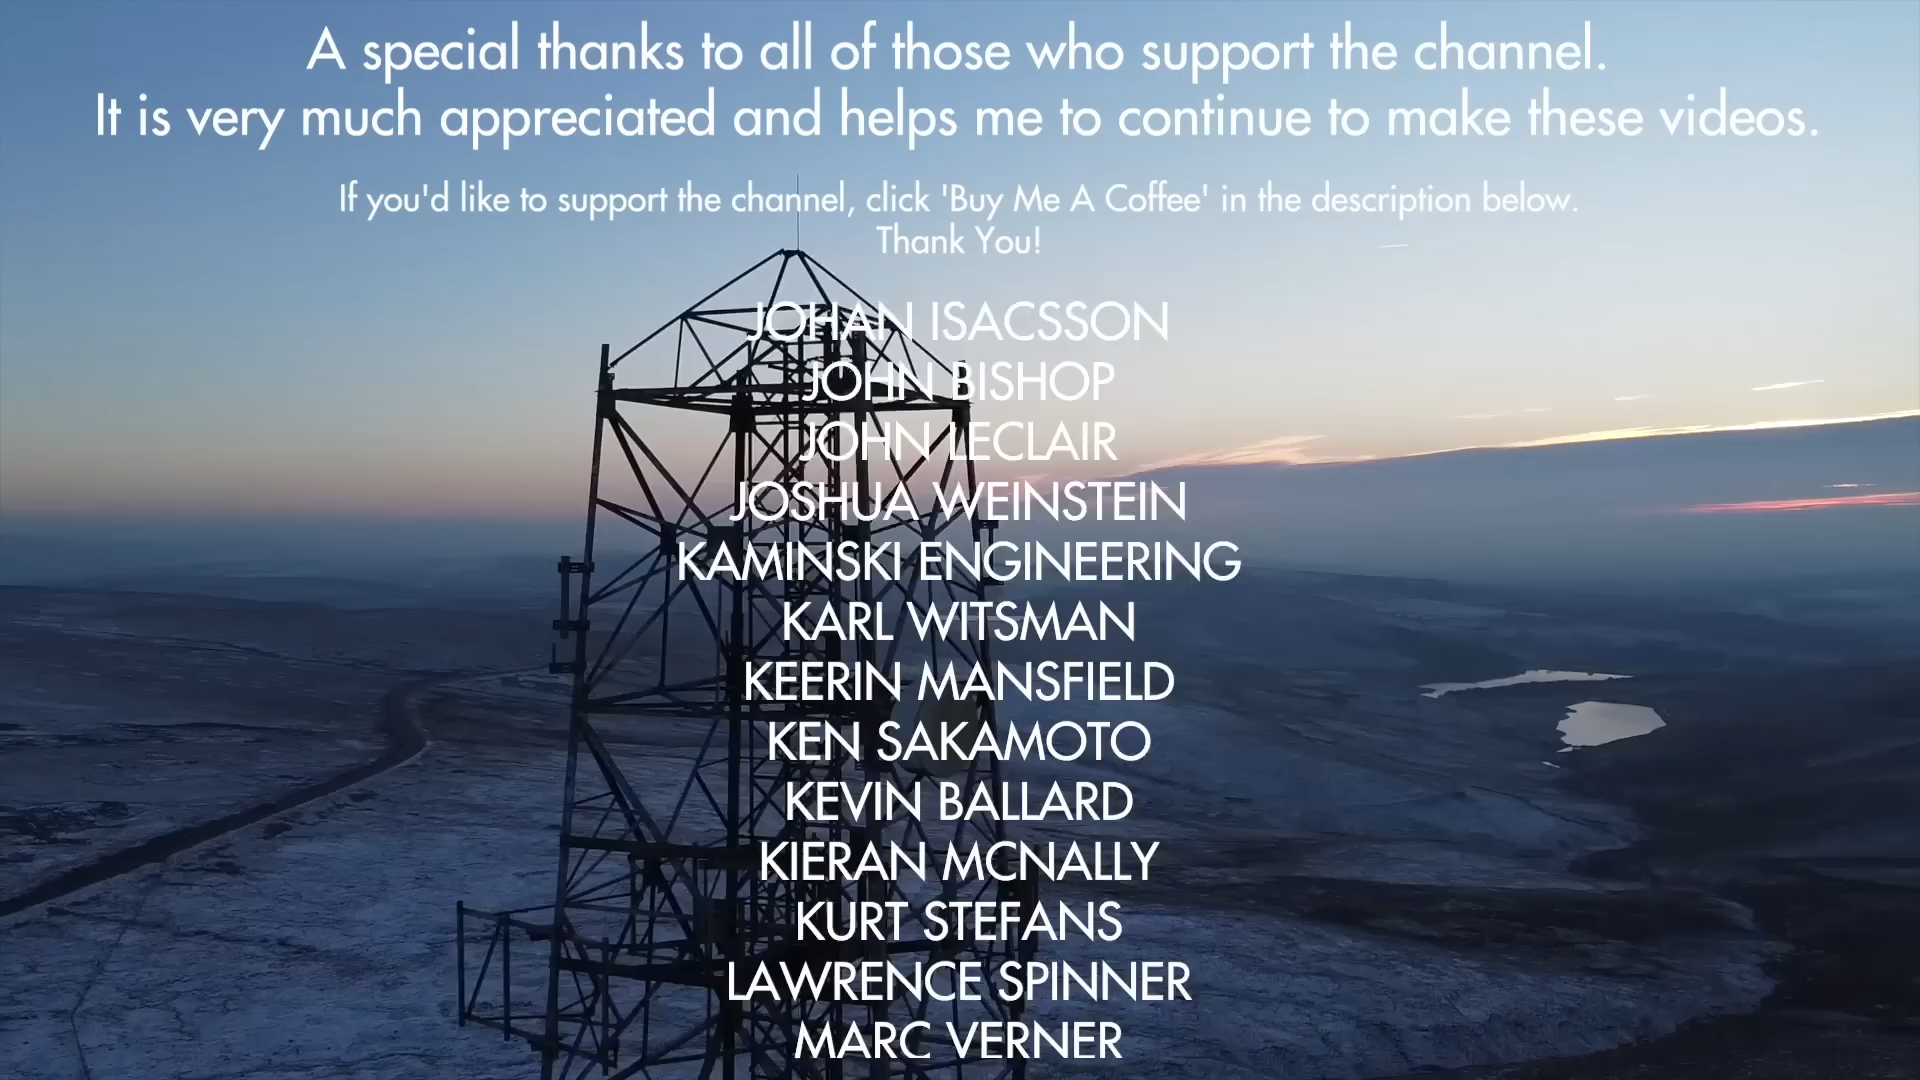 A special thanks to all of those who support the channel.
It is very much appreciated and helps me to continue to make these videos.
If you'd like to support the channel, click 'Buy Me A Coffee' in the description below.
Thank You!
JOHAN ISACSSON
JOHN BISHOP
JOHN LECLAIR
JOSHUA WEINSTEIN
KAMINSKI ENGINEERING
KARL WITSMAN
KEERIN MANSFIELD
KEN SAKAMOTO
KEVIN BALLARD
KIERAN MCNALLY
KURT STEFANS
LAWRENCE SPINNER
MARC VERNER